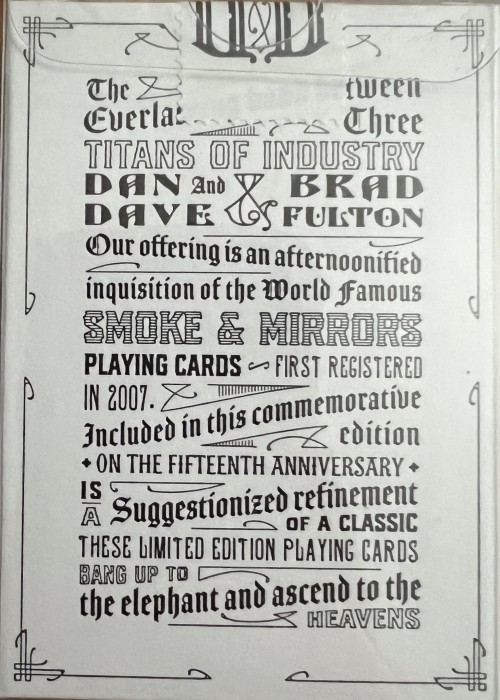 The tween
Everla Three
TITANS OF INDUSTRY
DAN And & BRAD
DAVE FULTON
Our offering is an afternoonified
inquisition of the World Famous
SMOKE & MIRRORS
PLAYING CARDS ~ FIRST REGISTERED
IN 2007.
Included in this commemorative
edition
• ON THE FIFTEENTH ANNIVERSARY •
IS
A Suggestionized refinement
OF A CLASSIC
THESE LIMITED EDITION PLAYING CARDS
BANG UP TO
the elephant and ascend to the
HEAVENS